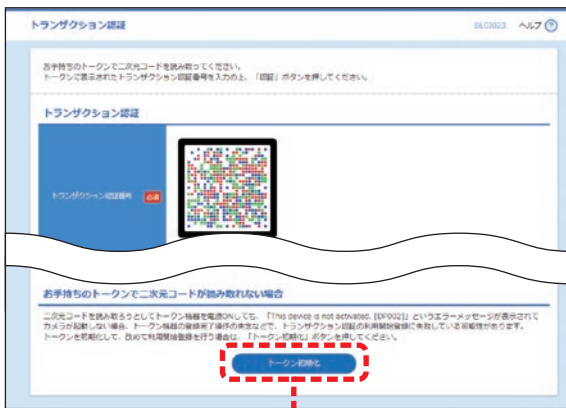 トランザクション認証
BLGI023 ヘルプ ?
お手持ちのトークンで二次元コードを読み取ってください。
トークンで表示されたトランザクション認証番号を入力の上、「認証」ボタンを押してください。
トランザクション認証
トランザクション認証番号 必須
お手持ちのトークンで二次元コードが読み取れない場合
二次元コードを読み取ろうとしてトークン機器を電源ONしても、「This device is not activated. [DP002]」というエラーメッセージが表示されて
カメラが起動しない場合、トークン機器の登録完了操作の失念などで、トランザクション認証の利用開始登録に失敗している可能性があります。
トークンを初期化して、改めて利用開始登録を行う場合は、「トークン初期化」ボタンを押してください。
トークン初期化